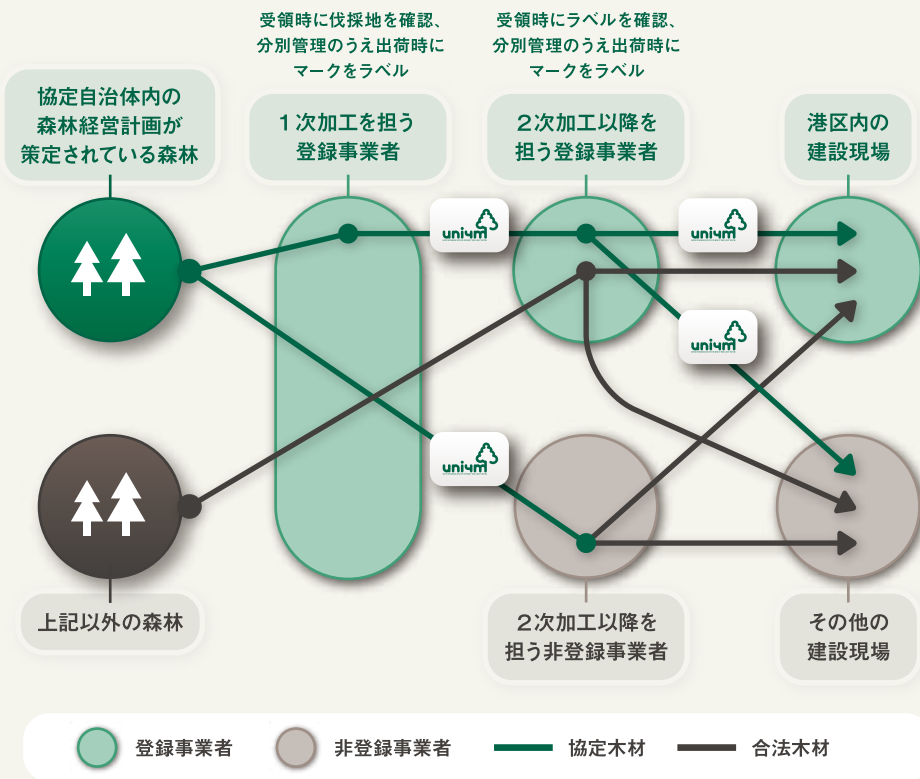 受領時に伐採地を確認、
分別管理のうえ出荷時に
マークをラベル
受領時にラベルを確認、
分別管理のうえ出荷時に
マークをラベル
協定自治体内の
森林経営計画が
策定されている森林
1次加工を担う
登録事業者
2次加工以降を
担う登録事業者
港区内の
建設現場
uni4m
uni4m
uni4m
uni4m
上記以外の森林
2次加工以降を
担う非登録事業者
その他の
建設現場
登録事業者
非登録事業者
協定木材
合法木材